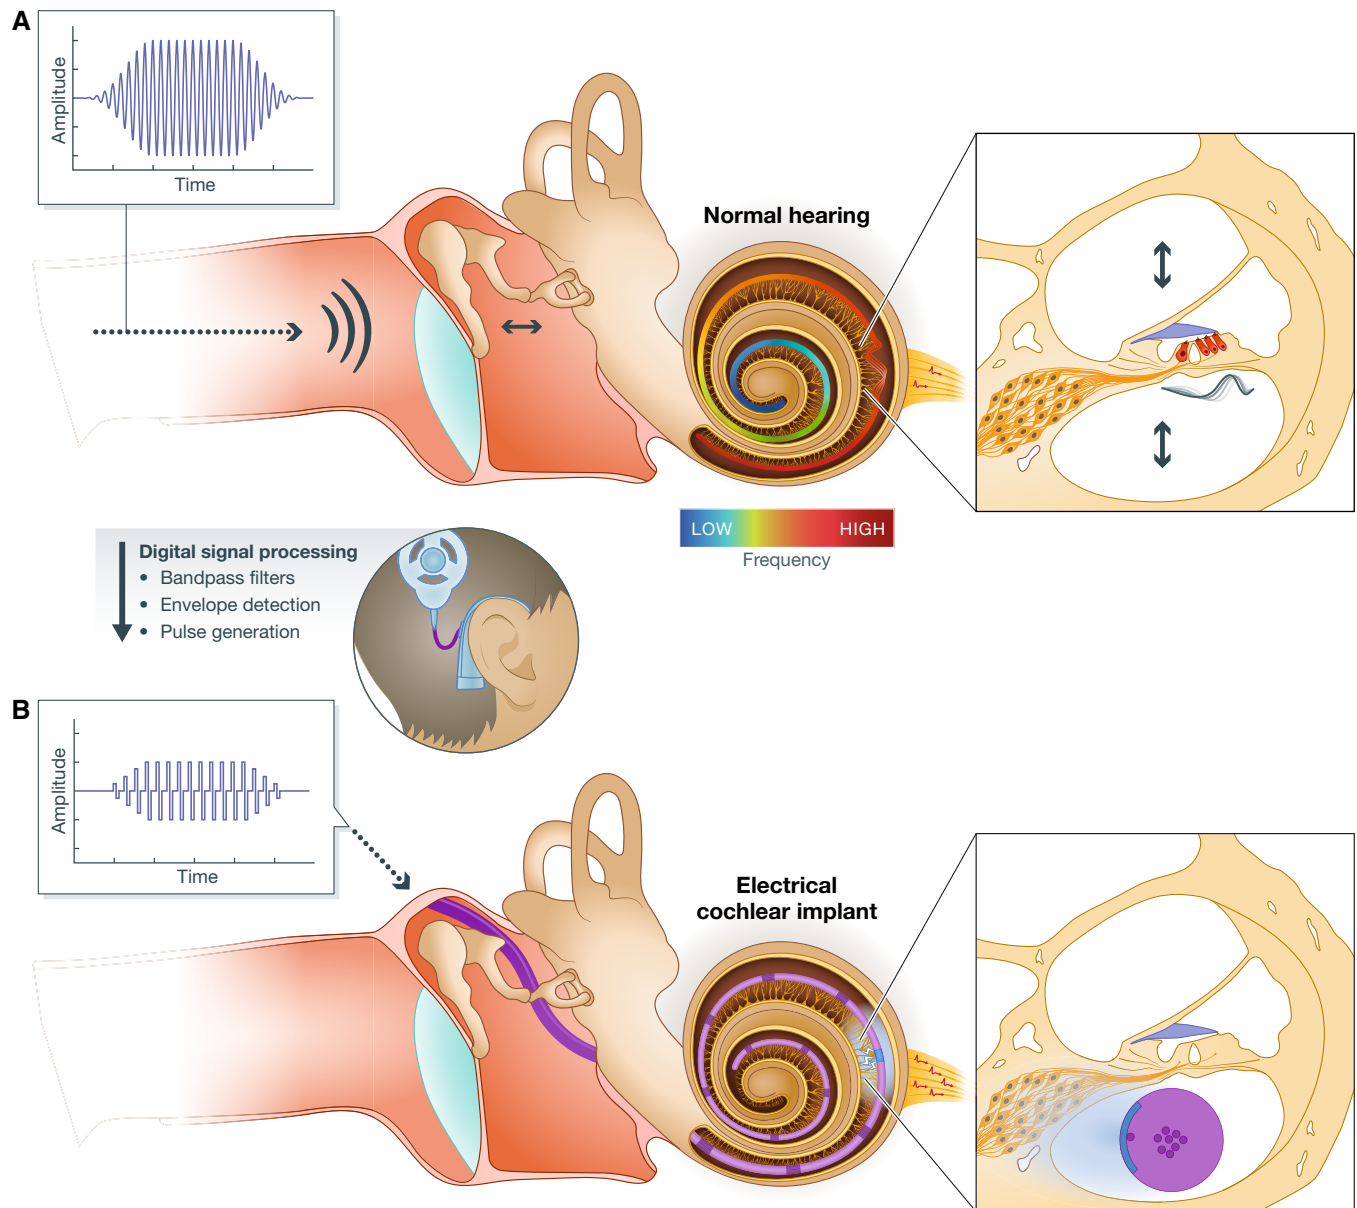 A
Amplitude
Time
Normal hearing
LOW
HIGH
Frequency
Digital signal processing
• Bandpass filters
• Envelope detection
• Pulse generation
B
Amplitude
Time
Electrical
cochlear implant